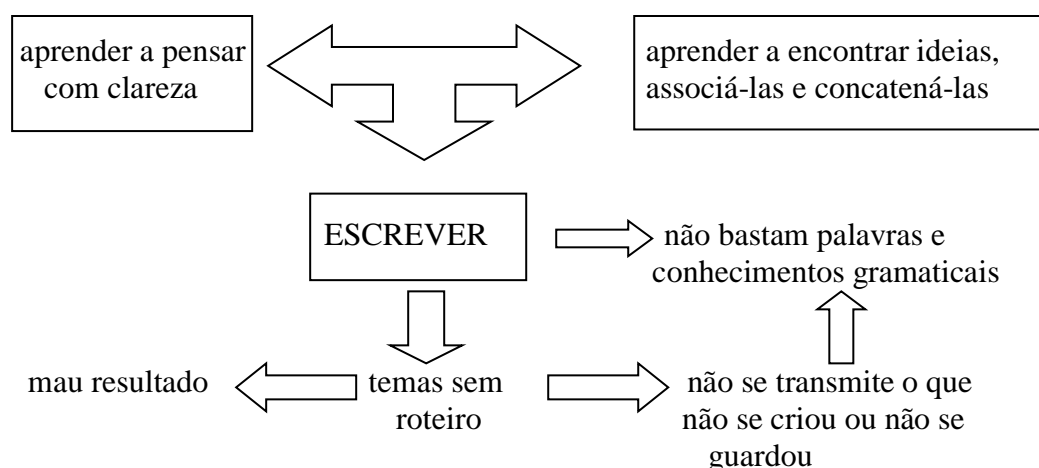 aprender a pensar
com clareza
aprender a encontrar ideias,
associá-las e concatená-las
ESCREVER
não bastam palavras e
conhecimentos gramaticais
mau resultado
temas sem
roteiro
não se transmite o que
não se criou ou não se
guardou